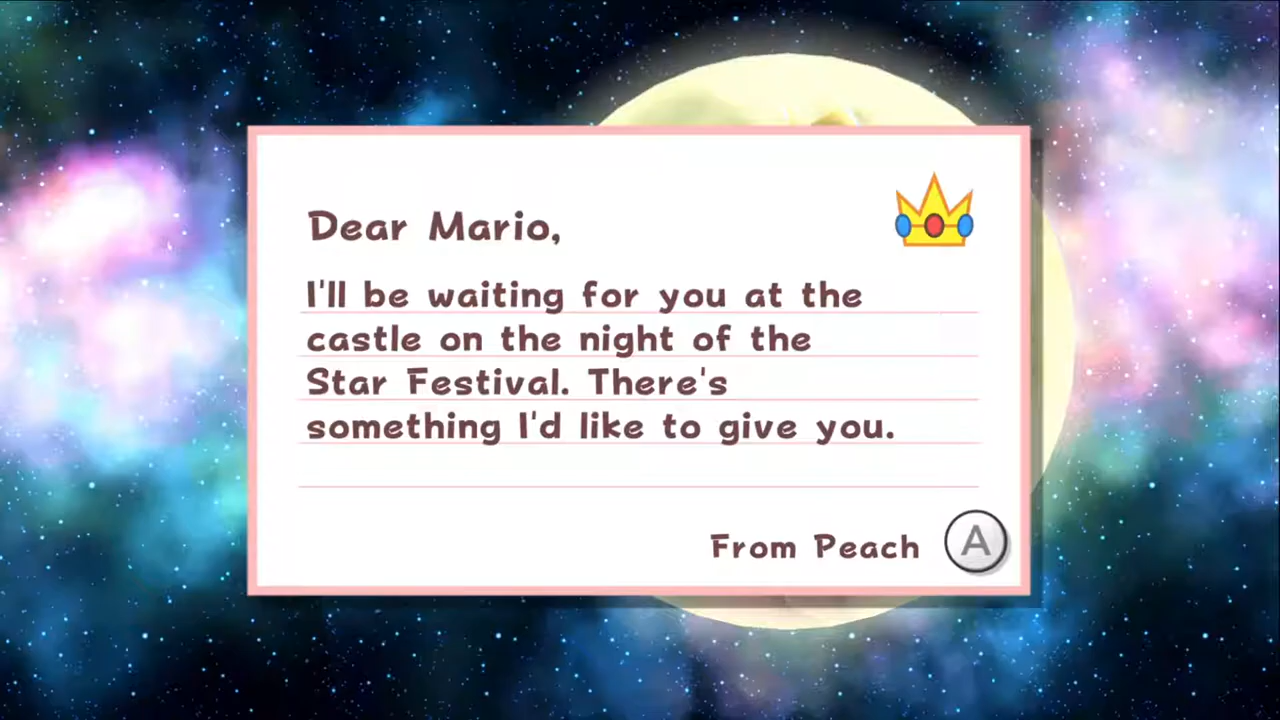 Dear Mario,
I'll be waiting for you at the
castle on the night of the
Star Festival. There's
something I'd like to give you.
From Peach
A